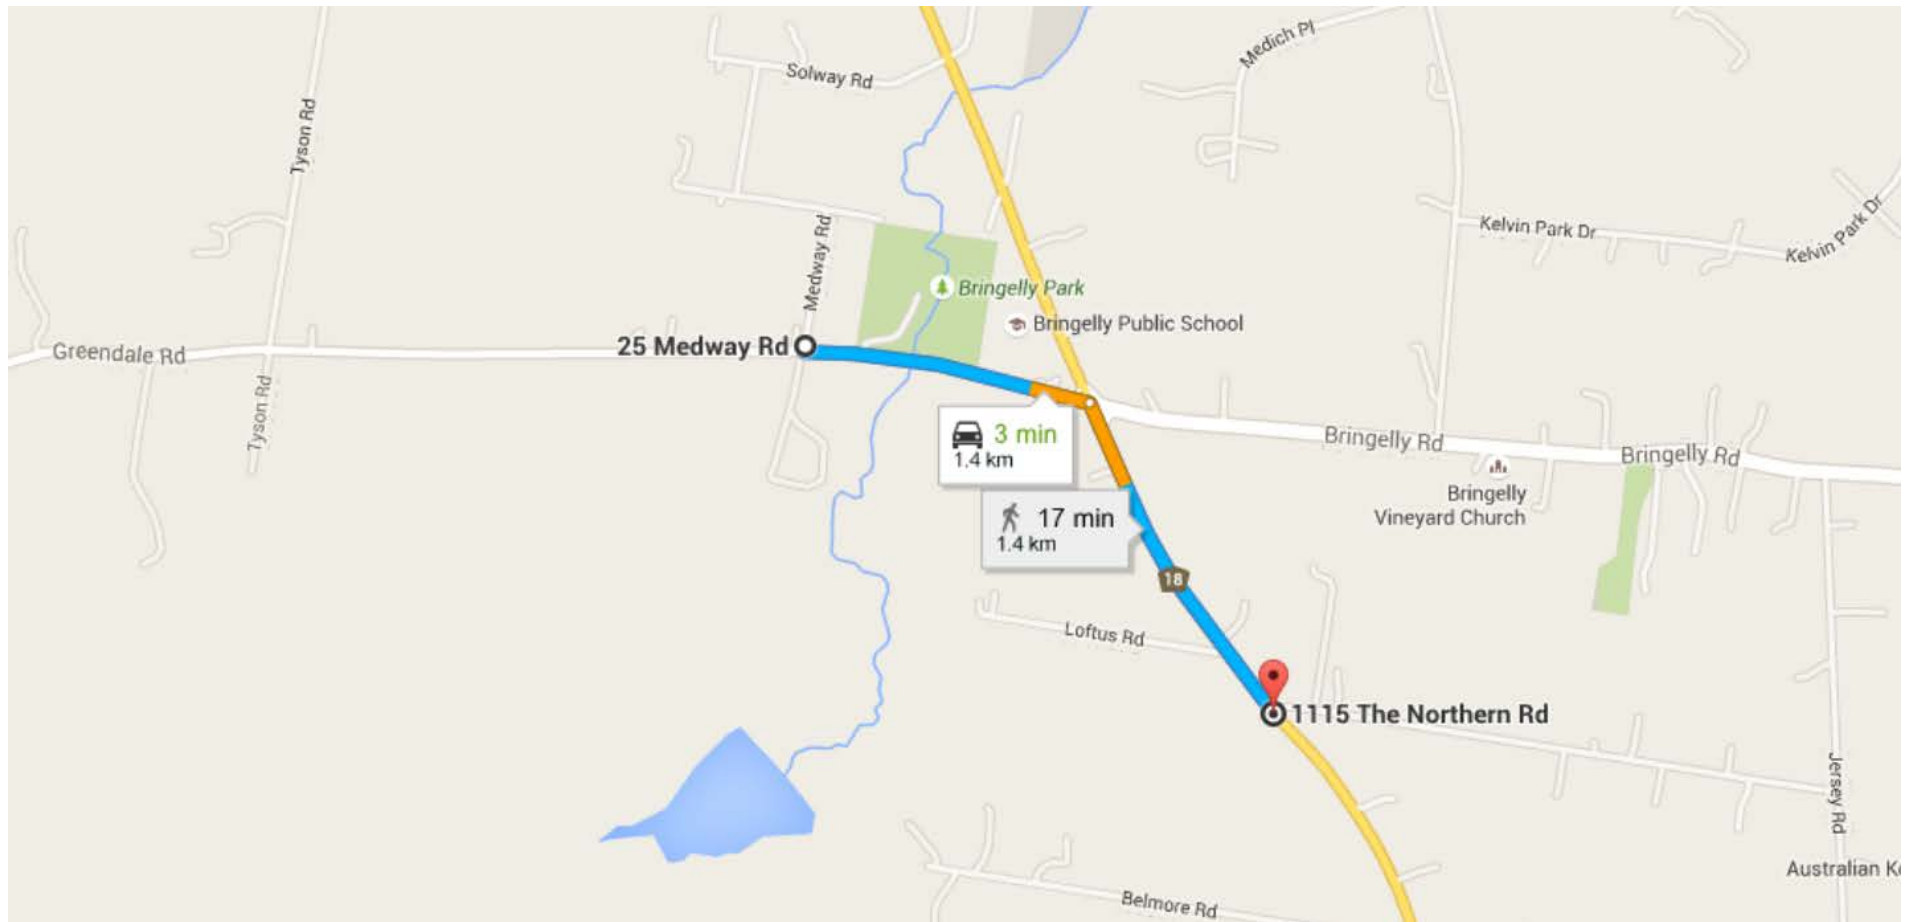 Medich Pl
Solway Rd
Tyson Rd
Kelvin Park Dr
Kelvin Park Dr
Medway Rd
Bringelly Park
Bringelly Public School
25 Medway Rd
Greendale Rd
Tyson Rd
3 min
1.4 km
Bringelly Rd
Bringelly Rd
Bringelly
Vineyard Church
17 min
1.4 km
18
Loftus Rd
1115 The Northern Rd
Jersey Rd
Australian K
Belmore Rd